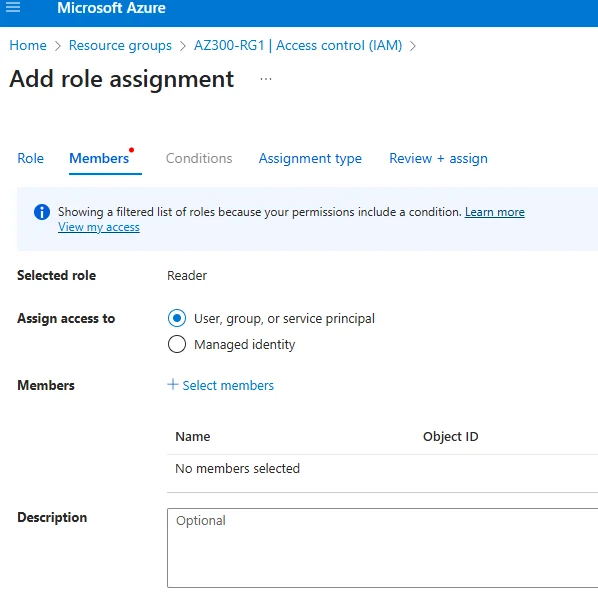 Microsoft Azure
Home > Resource groups > AZ300-RG1 | Access control (IAM) >
Add role assignment ...
Role Members Conditions Assignment type Review + assign
Showing a filtered list of roles because your permissions include a condition. Learn more
View my access
Selected role Reader
Assign access to User, group, or service principal
Managed identity
Members + Select members
Name Object ID
No members selected
Description Optional